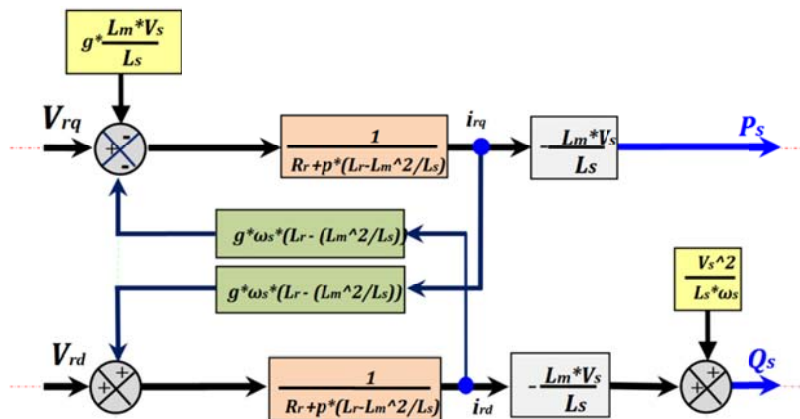 g* Lm*Vs / Ls
Vrq
+
-
-
1 / Rr+p*(Lr-Lm^2/Ls)
irq
- Lm*Vs / Ls
Ps
g*ωs*(Lr - (Lm^2/Ls))
g*ωs*(Lr - (Lm^2/Ls))
Vs^2 / Ls*ωs
Vrd
+
+
1 / Rr+p*(Lr-Lm^2/Ls)
ird
- Lm*Vs / Ls
+
+
Qs